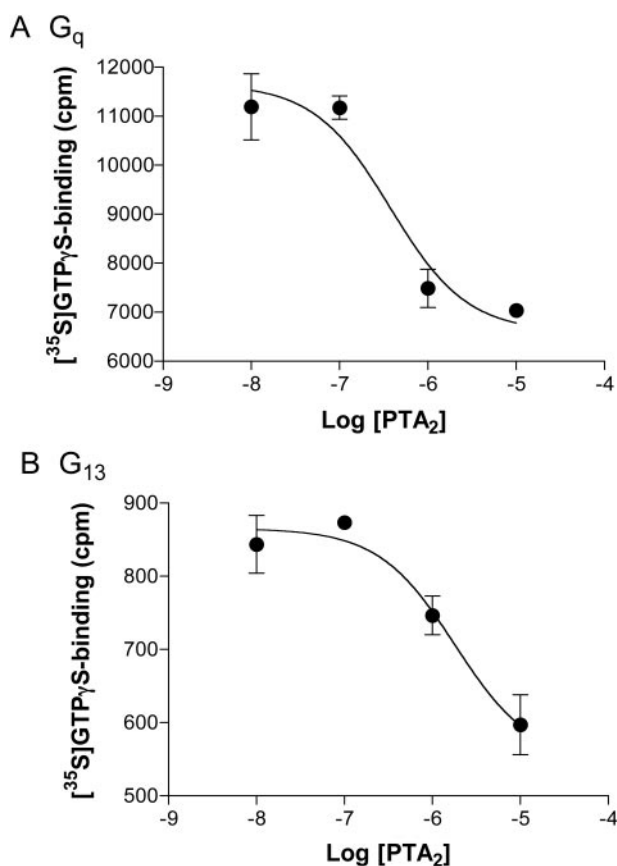 A G_q
12000
11000
10000
9000
8000
7000
6000
[³⁵S]GTPγS-binding (cpm)
-9 -8 -7 -6 -5 -4
Log [PTA₂]
B G₁₃
900
800
700
600
500
[³⁵S]GTPγS-binding (cpm)
-9 -8 -7 -6 -5 -4
Log [PTA₂]